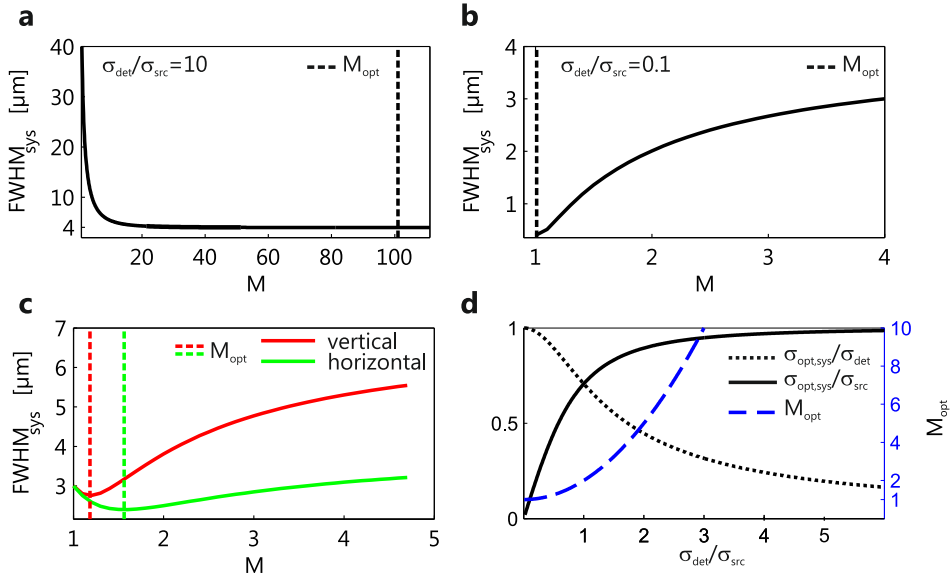 a
σdet/σsrc=10
Mopt
FWHMsys [µm]
40
30
20
10
4
20
40
60
80
100
M
b
σdet/σsrc=0.1
Mopt
FWHMsys [µm]
4
3
2
1
1
2
3
4
M
c
Mopt
vertical
horizontal
FWHMsys [µm]
7
6
5
4
3
1
2
3
4
5
M
d
σopt,sys/σdet
σopt,sys/σsrc
Mopt
1
0.5
0
10
8
6
4
2
1
Mopt
1
2
3
4
5
σdet/σsrc